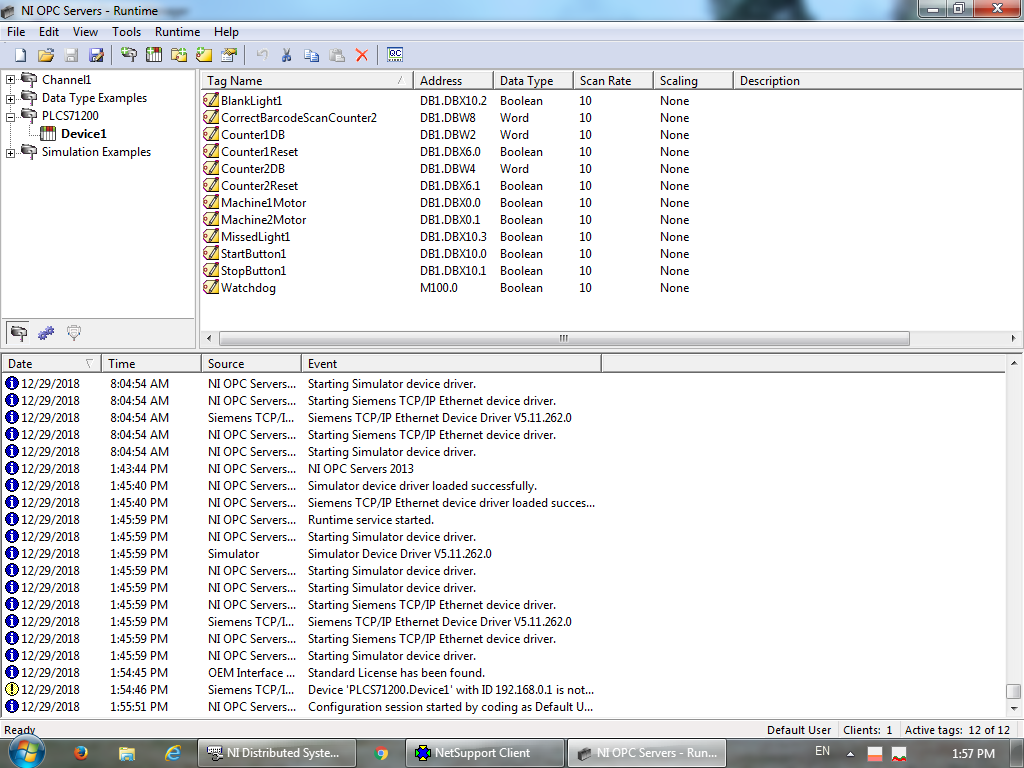 NI OPC Servers - Runtime
File Edit View Tools Runtime Help
QC
Channel1
Data Type Examples
PLCS71200
Device1
Simulation Examples
Tag Name Address Data Type Scan Rate Scaling Description
BlankLight1 DB1.DBX10.2 Boolean 10 None
CorrectBarcodeScanCounter2 DB1.DBW8 Word 10 None
Counter1DB DB1.DBW2 Word 10 None
Counter1Reset DB1.DBX6.0 Boolean 10 None
Counter2DB DB1.DBW4 Word 10 None
Counter2Reset DB1.DBX6.1 Boolean 10 None
Machine1Motor DB1.DBX0.0 Boolean 10 None
Machine2Motor DB1.DBX0.1 Boolean 10 None
MissedLight1 DB1.DBX10.3 Boolean 10 None
StartButton1 DB1.DBX10.0 Boolean 10 None
StopButton1 DB1.DBX10.1 Boolean 10 None
Watchdog M100.0 Boolean 10 None
Date Time Source Event
12/29/2018 8:04:54 AM NI OPC Servers... Starting Simulator device driver.
12/29/2018 8:04:54 AM NI OPC Servers... Starting Siemens TCP/IP Ethernet device driver.
12/29/2018 8:04:54 AM Siemens TCP/I... Siemens TCP/IP Ethernet Device Driver V5.11.262.0
12/29/2018 8:04:54 AM NI OPC Servers... Starting Siemens TCP/IP Ethernet device driver.
12/29/2018 8:04:54 AM NI OPC Servers... Starting Simulator device driver.
12/29/2018 1:43:44 PM NI OPC Servers... NI OPC Servers 2013
12/29/2018 1:45:40 PM NI OPC Servers... Simulator device driver loaded successfully.
12/29/2018 1:45:40 PM NI OPC Servers... Siemens TCP/IP Ethernet device driver loaded succes...
12/29/2018 1:45:59 PM NI OPC Servers... Runtime service started.
12/29/2018 1:45:59 PM NI OPC Servers... Starting Simulator device driver.
12/29/2018 1:45:59 PM Simulator Simulator Device Driver V5.11.262.0
12/29/2018 1:45:59 PM NI OPC Servers... Starting Simulator device driver.
12/29/2018 1:45:59 PM NI OPC Servers... Starting Simulator device driver.
12/29/2018 1:45:59 PM NI OPC Servers... Starting Siemens TCP/IP Ethernet device driver.
12/29/2018 1:45:59 PM Siemens TCP/I... Siemens TCP/IP Ethernet Device Driver V5.11.262.0
12/29/2018 1:45:59 PM NI OPC Servers... Starting Siemens TCP/IP Ethernet device driver.
12/29/2018 1:45:59 PM NI OPC Servers... Starting Simulator device driver.
12/29/2018 1:54:45 PM OEM Interface ... Standard License has been found.
12/29/2018 1:54:46 PM Siemens TCP/I... Device 'PLCS71200.Device1' with ID 192.168.0.1 is not...
12/29/2018 1:55:51 PM NI OPC Servers... Configuration session started by coding as Default U...
Ready Default User Clients: 1 Active tags: 12 of 12
NI Distributed Syste... NetSupport Client NI OPC Servers - Run... EN 1:57 PM